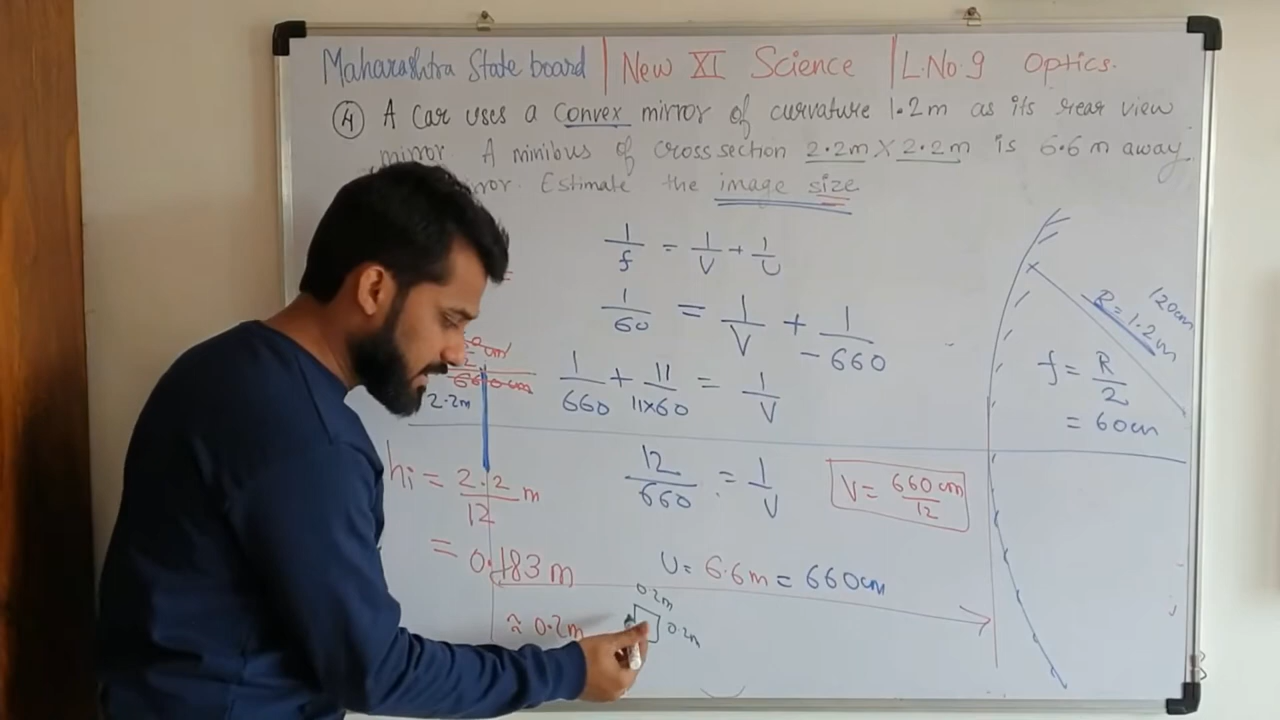 Maharashtra State board | New XI Science | L.No.9 Optics.
④ A Car uses a Convex mirror of curvature 1.2m as its rear view
mirror. A minibus of cross section 2.2m X 2.2m is 6.6 m away
Estimate the image size
1/f = 1/V + 1/U
1/60 = 1/V + 1/-660
1/660 + 11/11×60 = 1/V
12/660 = 1/V
V = 660 cm/12
R = 1.2m
120cm
f = R/2
= 60cm
660cm
2.2m
hi = 2.2/12 m
= 0.183 m
≈ 0.2m
U = 6.6m = 660cm
0.2m
0.2m